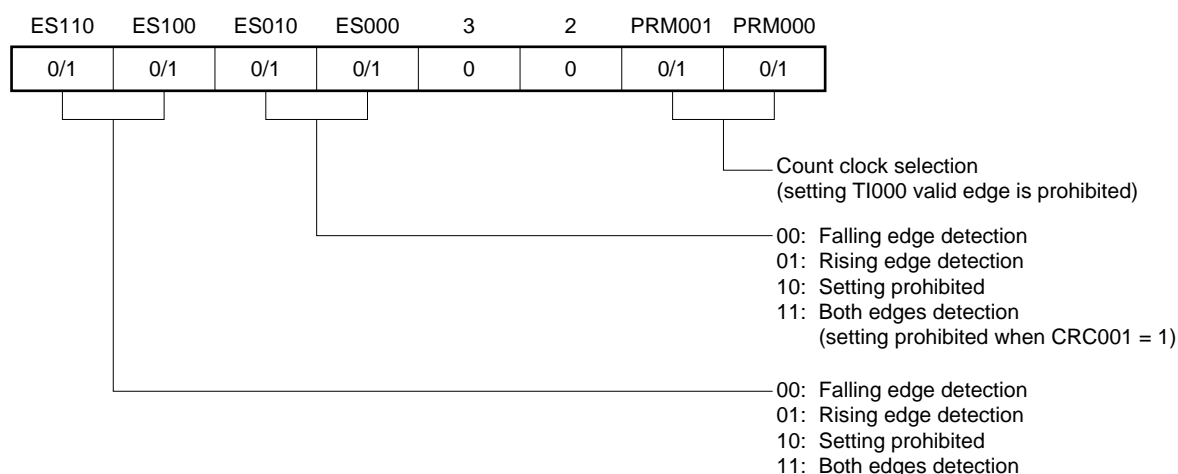 ES110 ES100 ES010 ES000 3 2 PRM001 PRM000
0/1 0/1 0/1 0/1 0 0 0/1 0/1
Count clock selection
(setting TI000 valid edge is prohibited)
00: Falling edge detection
01: Rising edge detection
10: Setting prohibited
11: Both edges detection
(setting prohibited when CRC001 = 1)
00: Falling edge detection
01: Rising edge detection
10: Setting prohibited
11: Both edges detection